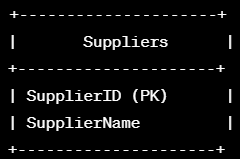 +----------------------+
|       Suppliers      |
+----------------------+
| SupplierID (PK)      |
| SupplierName         |
+----------------------+